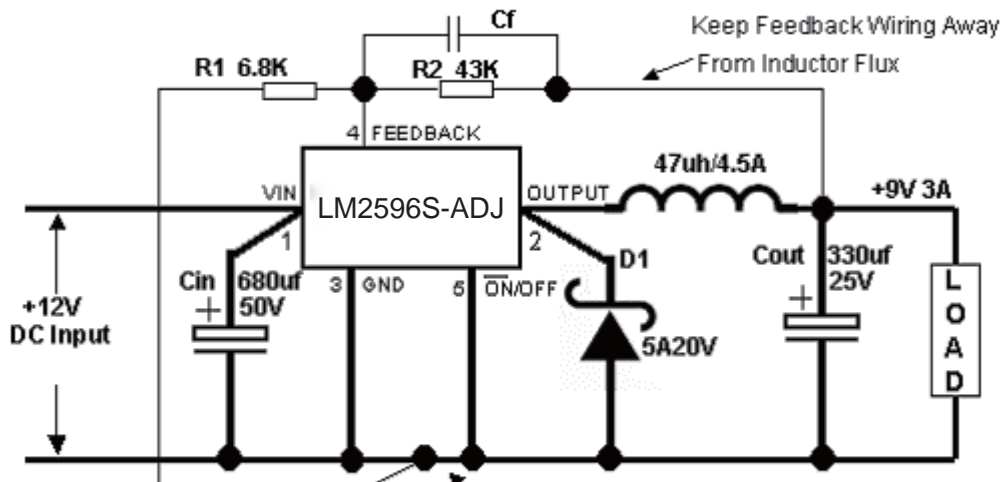 Cf
Keep Feedback Wiring Away
From Inductor Flux
R1 6.8K
R2 43K
4 FEEDBACK
47uh/4.5A
VIN
LM2596S-ADJ
OUTPUT
+9V 3A
1
2
D1
Cin 680uf
50V
3 GND
5 ON/OFF
Cout 330uf
25V
+
+
+12V
DC Input
5A20V
L
O
A
D